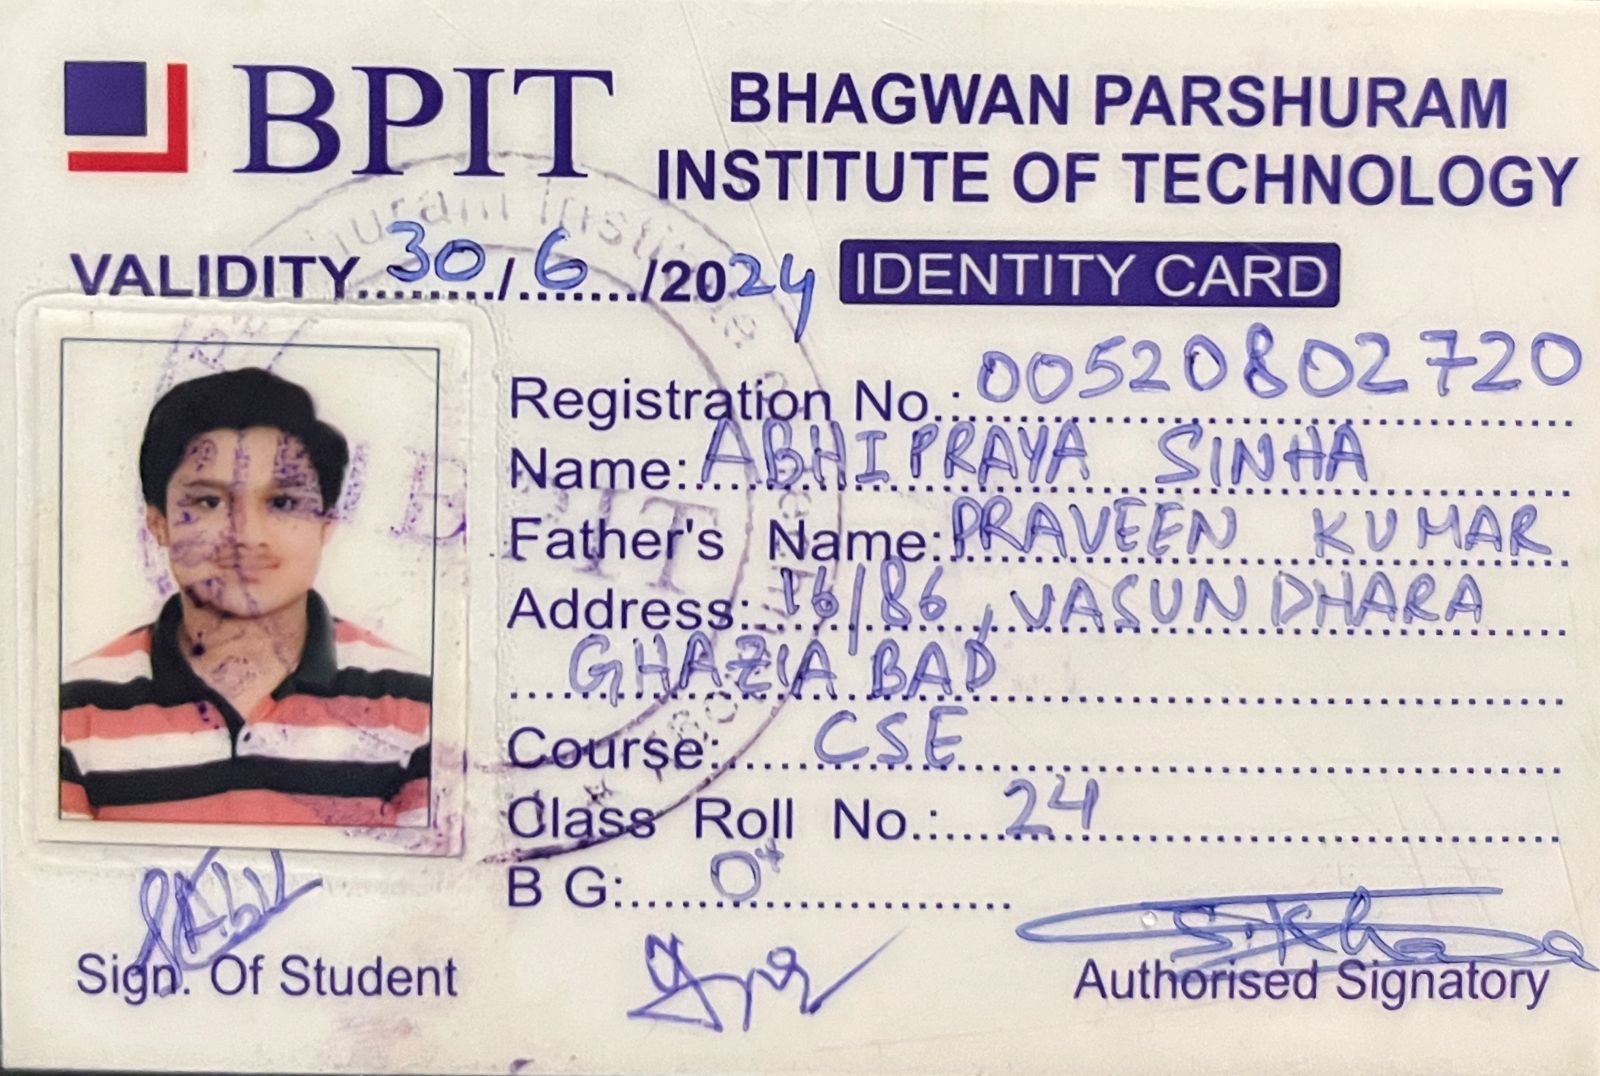 BPIT
BHAGWAN PARSHURAM
INSTITUTE OF TECHNOLOGY
VALIDITY 30/6/2024
IDENTITY CARD
Registration No.: 00520802720
Name: ABHIPRAYA SINHA
Father's Name: PRAVEEN KUMAR
Address: 16/86, VASUNDHARA
GHAZIABAD
Course: CSE
Class Roll No.: 24
B G: O+
Sign. Of Student
Authorised Signatory